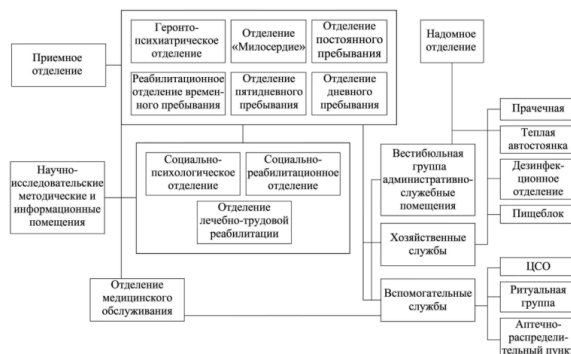 Геронто-
психиатрическое
отделение
Отделение
«Милосердие»
Отделение
постоянного
пребывания
Надомное
отделение
Приемное
отделение
Реабилитационное
отделение времен-
ного пребывания
Отделение
пятидневного
пребывания
Отделение
дневного
пребывания
Прачечная
Теплая
автостоянка
Социально-
психологическое
отделение
Социально-
реабилитационное
отделение
Вестибюльная
группа
административно-
служебные
помещения
Дезинфек-
ционное
отделение
Научно-
исследовательские
методические и
информационные
помещения
Отделение
лечебно-трудовой
реабилитации
Пищеблок
Хозяйственные
службы
ЦСО
Отделение
медицинского
обслуживания
Вспомогательные
службы
Ритуальная
группа
Аптечно-
распредели-
тельный пункт